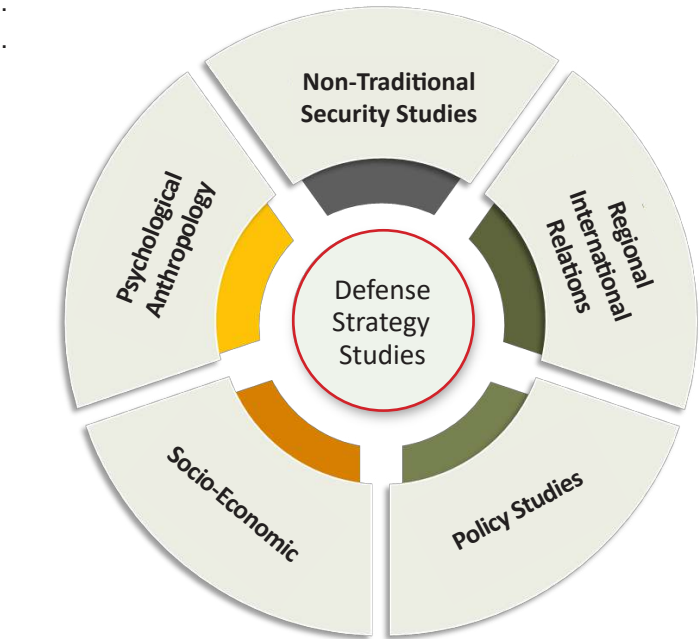 .
.
Non-Traditional
Security Studies
Regional
International
Relations
Policy Studies
Socio-Economic
Psychological
Anthropology
Defense
Strategy
Studies